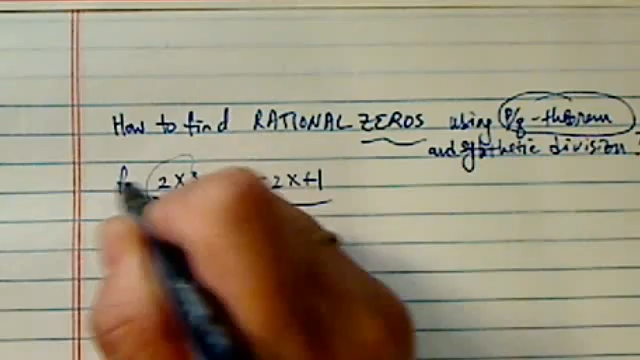 How to find RATIONAL ZEROS using P/q-theorem
and synthetic division :
2x³ -2x+1